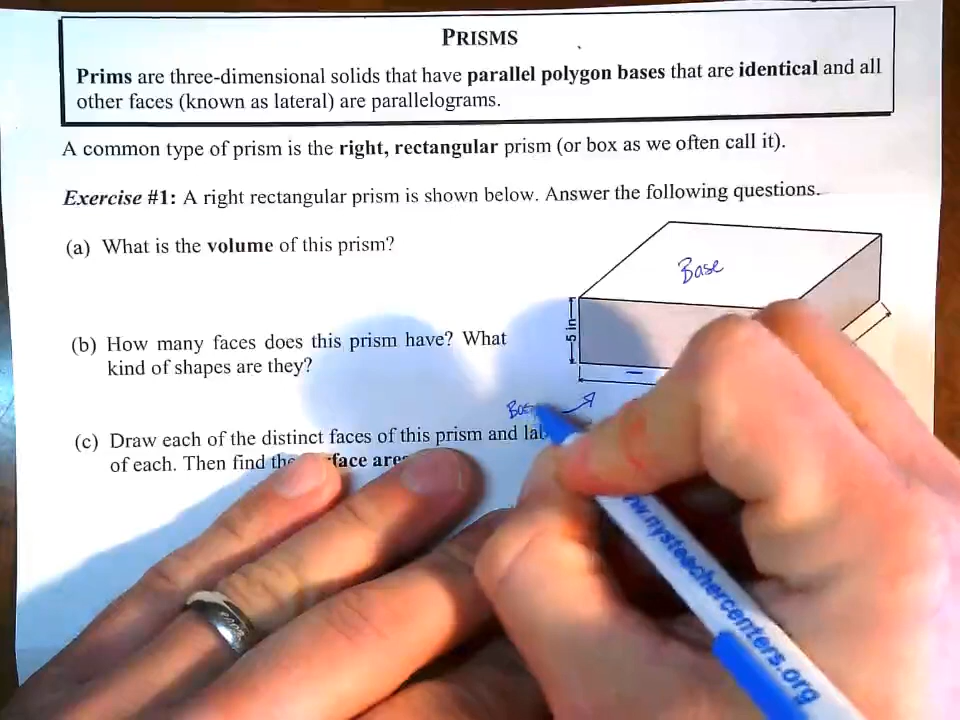 PRISMS
Prims are three-dimensional solids that have parallel polygon bases that are identical and all
other faces (known as lateral) are parallelograms.
A common type of prism is the right, rectangular prism (or box as we often call it).
Exercise #1: A right rectangular prism is shown below. Answer the following questions.
(a) What is the volume of this prism?
Base
5 in
(b) How many faces does this prism have? What
kind of shapes are they?
(c) Draw each of the distinct faces of this prism and
of each. Then find
www.nysteachercenters.org